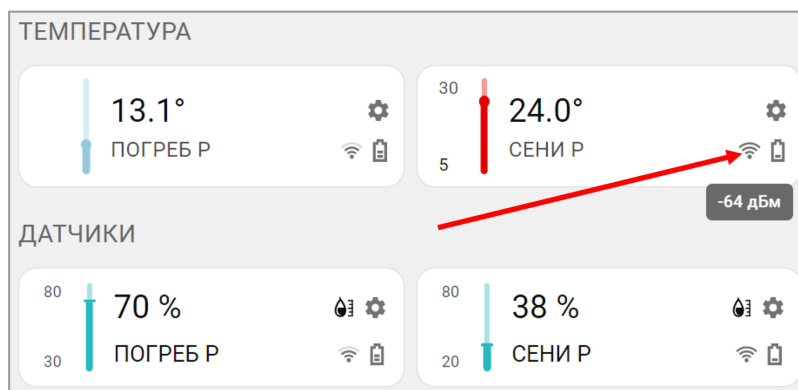 ТЕМПЕРАТУРА
13.1°
ПОГРЕБ Р
30
24.0°
СЕНИ Р
5
-64 дБм
ДАТЧИКИ
80
70 %
ПОГРЕБ Р
30
80
38 %
СЕНИ Р
20